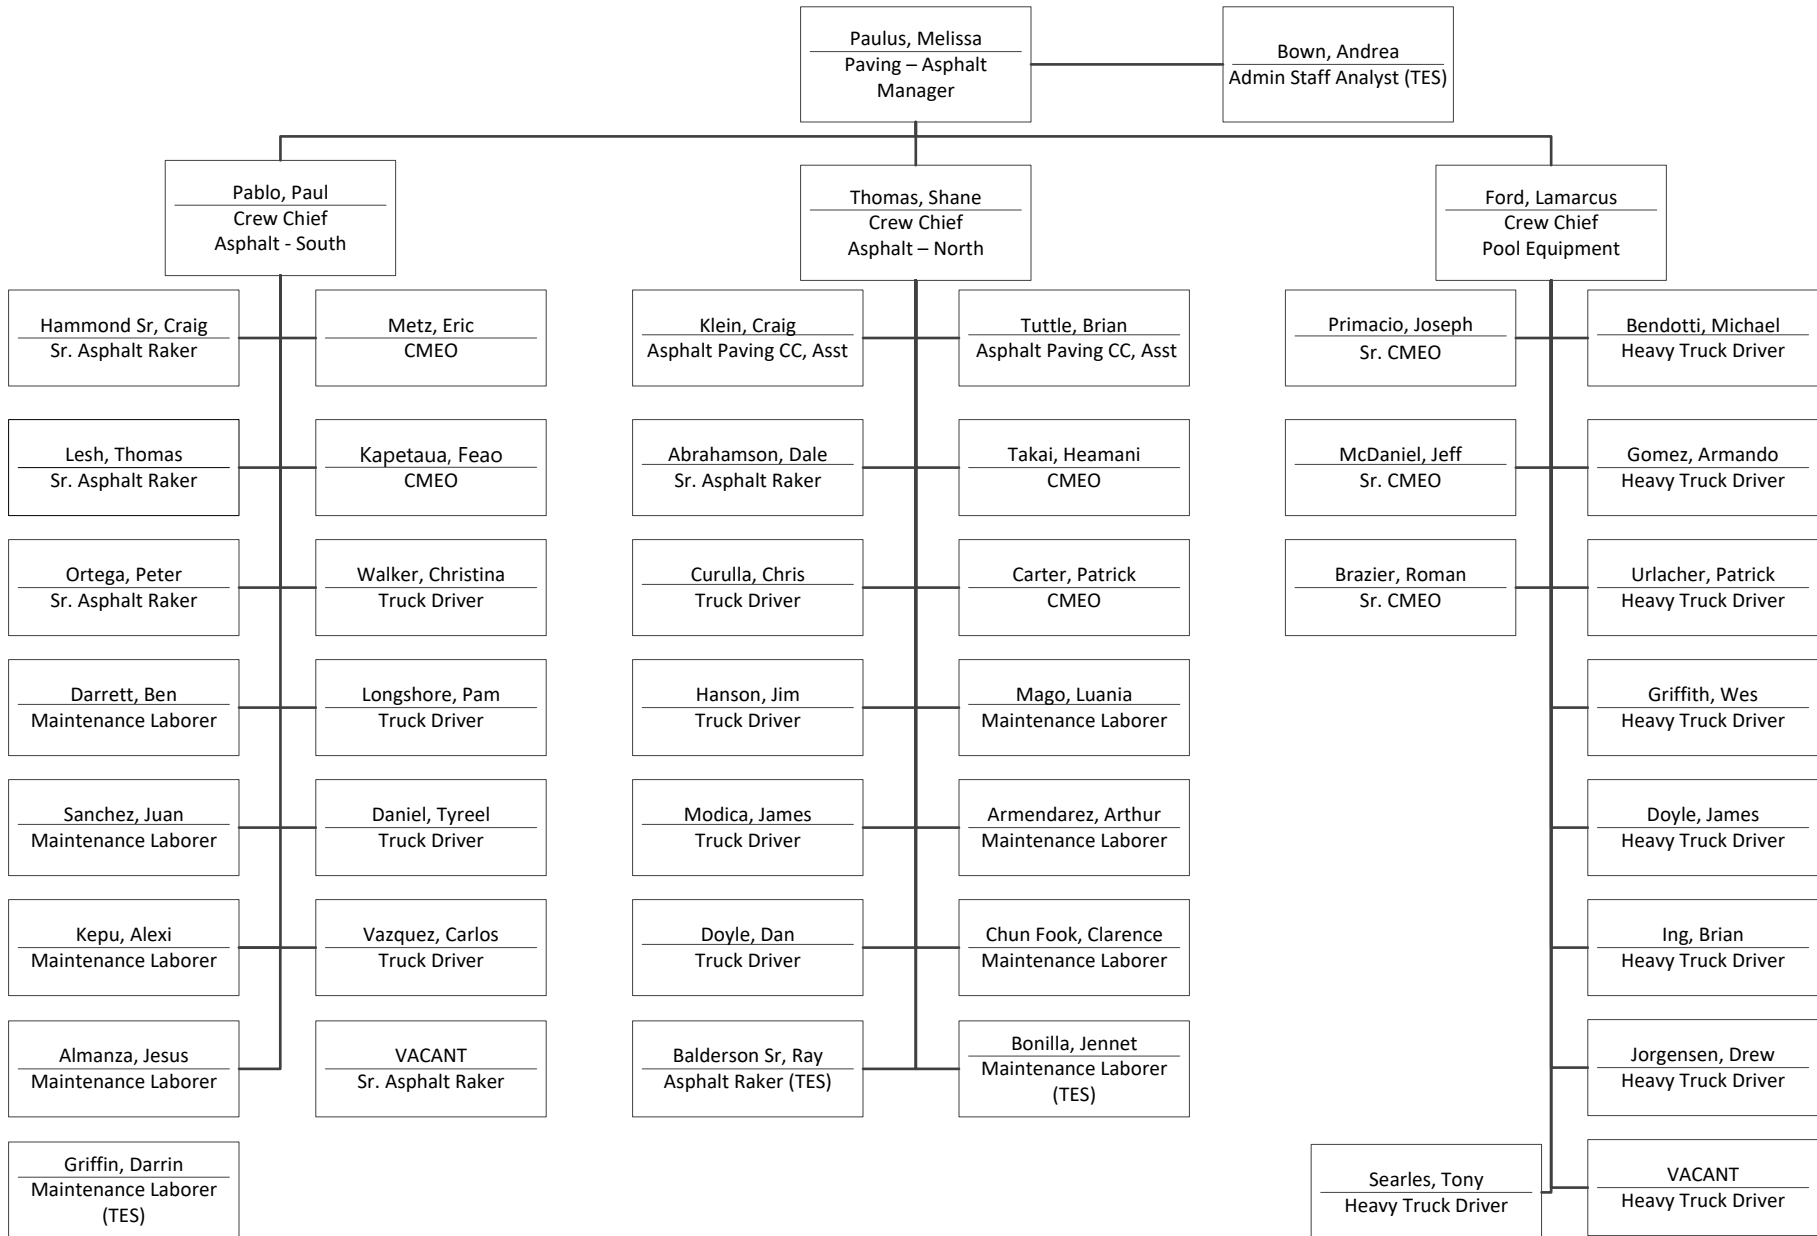 Paulus, Melissa
Paving – Asphalt
Manager
Bown, Andrea
Admin Staff Analyst (TES)
Pablo, Paul
Crew Chief
Asphalt - South
Thomas, Shane
Crew Chief
Asphalt – North
Ford, Lamarcus
Crew Chief
Pool Equipment
Hammond Sr, Craig
Sr. Asphalt Raker
Metz, Eric
CMEO
Lesh, Thomas
Sr. Asphalt Raker
Kapetaua, Feao
CMEO
Ortega, Peter
Sr. Asphalt Raker
Walker, Christina
Truck Driver
Darrett, Ben
Maintenance Laborer
Longshore, Pam
Truck Driver
Sanchez, Juan
Maintenance Laborer
Daniel, Tyreel
Truck Driver
Kepu, Alexi
Maintenance Laborer
Vazquez, Carlos
Truck Driver
Almanza, Jesus
Maintenance Laborer
VACANT
Sr. Asphalt Raker
Griffin, Darrin
Maintenance Laborer
(TES)
Klein, Craig
Asphalt Paving CC, Asst
Tuttle, Brian
Asphalt Paving CC, Asst
Abrahamson, Dale
Sr. Asphalt Raker
Takai, Heamani
CMEO
Curulla, Chris
Truck Driver
Carter, Patrick
CMEO
Hanson, Jim
Truck Driver
Mago, Luania
Maintenance Laborer
Modica, James
Truck Driver
Armendarez, Arthur
Maintenance Laborer
Doyle, Dan
Truck Driver
Chun Fook, Clarence
Maintenance Laborer
Balderson Sr, Ray
Asphalt Raker (TES)
Bonilla, Jennet
Maintenance Laborer
(TES)
Primacio, Joseph
Sr. CMEO
Bendotti, Michael
Heavy Truck Driver
McDaniel, Jeff
Sr. CMEO
Gomez, Armando
Heavy Truck Driver
Brazier, Roman
Sr. CMEO
Urlacher, Patrick
Heavy Truck Driver
Griffith, Wes
Heavy Truck Driver
Doyle, James
Heavy Truck Driver
Ing, Brian
Heavy Truck Driver
Jorgensen, Drew
Heavy Truck Driver
Searles, Tony
Heavy Truck Driver
VACANT
Heavy Truck Driver